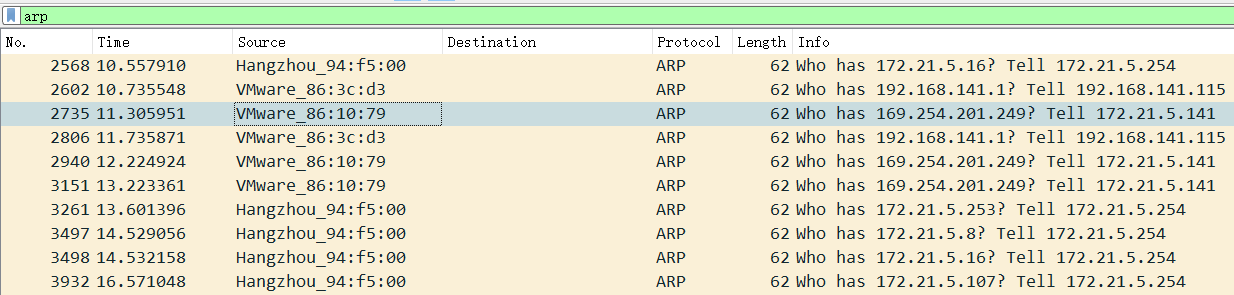 arp
No. Time Source Destination Protocol Length Info
2568 10.557910 Hangzhou_94:f5:00 ARP 62 Who has 172.21.5.16? Tell 172.21.5.254
2602 10.735548 VMware_86:3c:d3 ARP 62 Who has 192.168.141.1? Tell 192.168.141.115
2735 11.305951 VMware_86:10:79 ARP 62 Who has 169.254.201.249? Tell 172.21.5.141
2806 11.735871 VMware_86:3c:d3 ARP 62 Who has 192.168.141.1? Tell 192.168.141.115
2940 12.224924 VMware_86:10:79 ARP 62 Who has 169.254.201.249? Tell 172.21.5.141
3151 13.223361 VMware_86:10:79 ARP 62 Who has 169.254.201.249? Tell 172.21.5.141
3261 13.601396 Hangzhou_94:f5:00 ARP 62 Who has 172.21.5.253? Tell 172.21.5.254
3497 14.529056 Hangzhou_94:f5:00 ARP 62 Who has 172.21.5.8? Tell 172.21.5.254
3498 14.532158 Hangzhou_94:f5:00 ARP 62 Who has 172.21.5.16? Tell 172.21.5.254
3932 16.571048 Hangzhou_94:f5:00 ARP 62 Who has 172.21.5.107? Tell 172.21.5.254